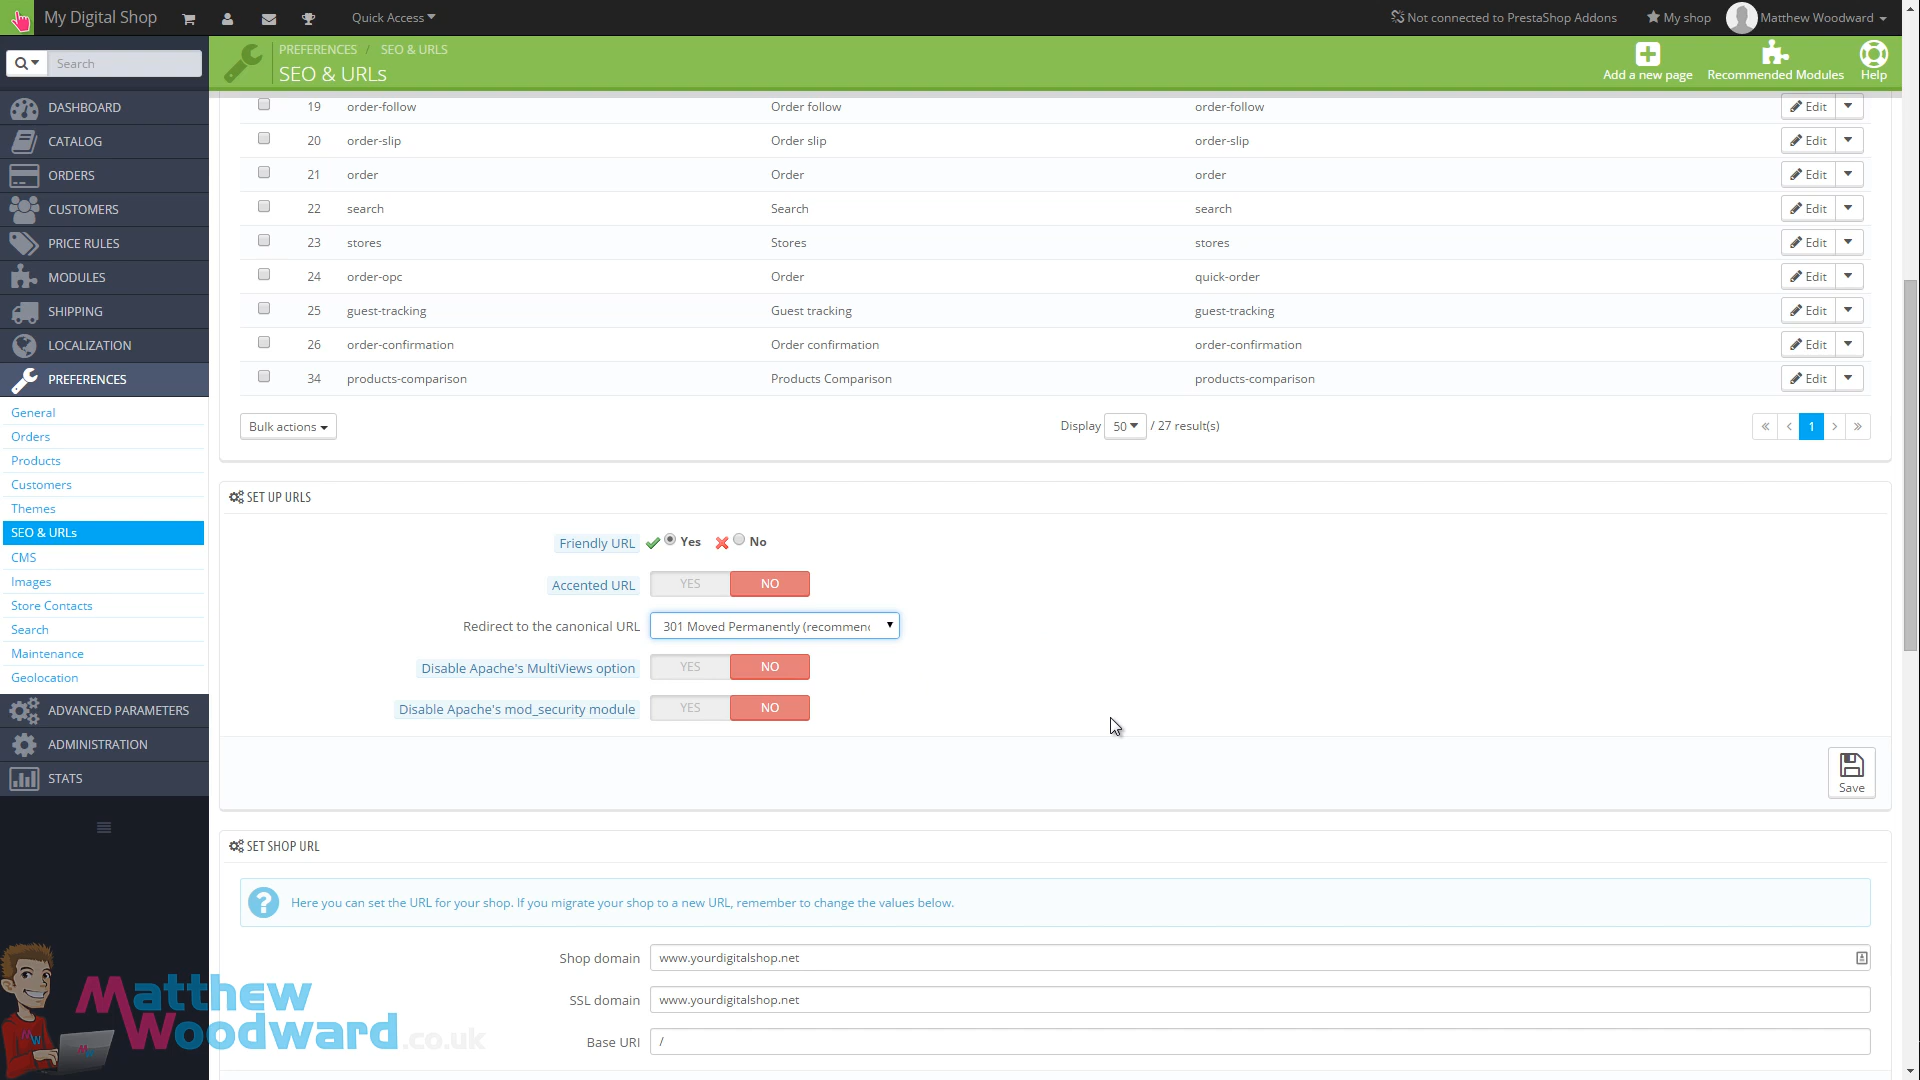 My Digital Shop Quick Access Not connected to PrestaShop Addons My shop Matthew Woodward
Search
PREFERENCES / SEO & URLS
SEO & URLs
Add a new page Recommended Modules Help
DASHBOARD
CATALOG
ORDERS
CUSTOMERS
PRICE RULES
MODULES
SHIPPING
LOCALIZATION
PREFERENCES
General
Orders
Products
Customers
Themes
SEO & URLs
CMS
Images
Store Contacts
Search
Maintenance
Geolocation
ADVANCED PARAMETERS
ADMINISTRATION
STATS
19 order-follow Order follow order-follow Edit
20 order-slip Order slip order-slip Edit
21 order Order order Edit
22 search Search search Edit
23 stores Stores stores Edit
24 order-opc Order quick-order Edit
25 guest-tracking Guest tracking guest-tracking Edit
26 order-confirmation Order confirmation order-confirmation Edit
34 products-comparison Products Comparison products-comparison Edit
Bulk actions Display 50 / 27 result(s) « ‹ 1 › »
SET UP URLS
Friendly URL Yes No
Accented URL YES NO
Redirect to the canonical URL 301 Moved Permanently (recommen
Disable Apache's MultiViews option YES NO
Disable Apache's mod_security module YES NO
Save
SET SHOP URL
? Here you can set the URL for your shop. If you migrate your shop to a new URL, remember to change the values below.
Shop domain www.yourdigitalshop.net
SSL domain www.yourdigitalshop.net
Base URI /
Matthew
Woodward.co.uk
MW
MW